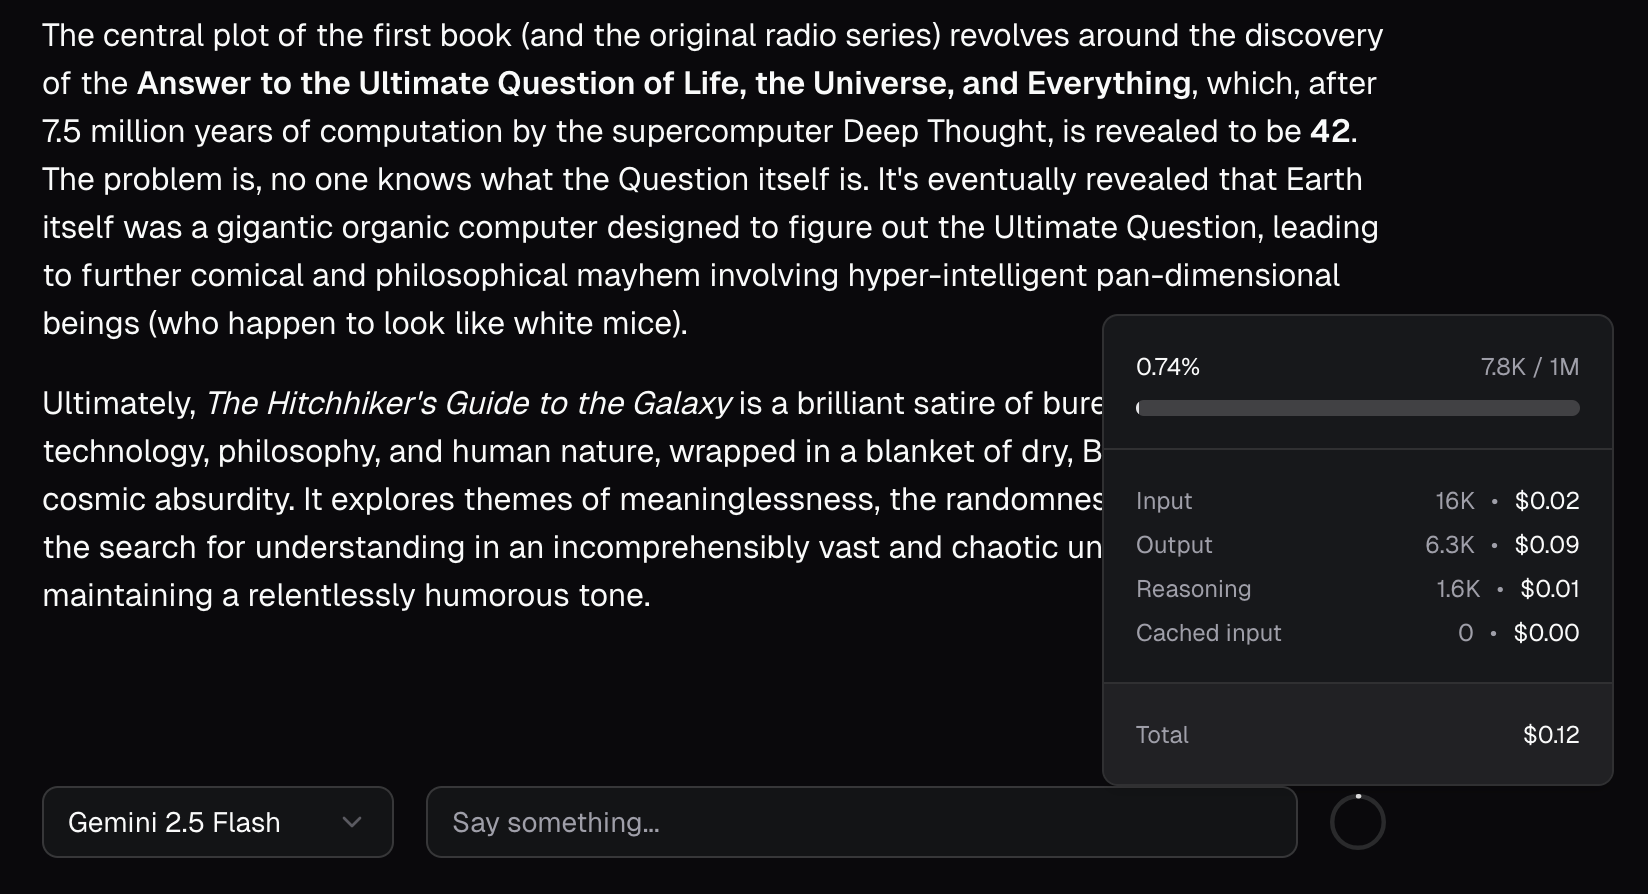 The central plot of the first book (and the original radio series) revolves around the discovery
of the Answer to the Ultimate Question of Life, the Universe, and Everything, which, after
7.5 million years of computation by the supercomputer Deep Thought, is revealed to be 42.
The problem is, no one knows what the Question itself is. It's eventually revealed that Earth
itself was a gigantic organic computer designed to figure out the Ultimate Question, leading
to further comical and philosophical mayhem involving hyper-intelligent pan-dimensional
beings (who happen to look like white mice).
Ultimately, The Hitchhiker's Guide to the Galaxy is a brilliant satire of bure
technology, philosophy, and human nature, wrapped in a blanket of dry, B
cosmic absurdity. It explores themes of meaninglessness, the randomnes
the search for understanding in an incomprehensibly vast and chaotic un
maintaining a relentlessly humorous tone.
0.74% 7.8K / 1M
Input 16K • $0.02
Output 6.3K • $0.09
Reasoning 1.6K • $0.01
Cached input 0 • $0.00
Total $0.12
Gemini 2.5 Flash
Say something...